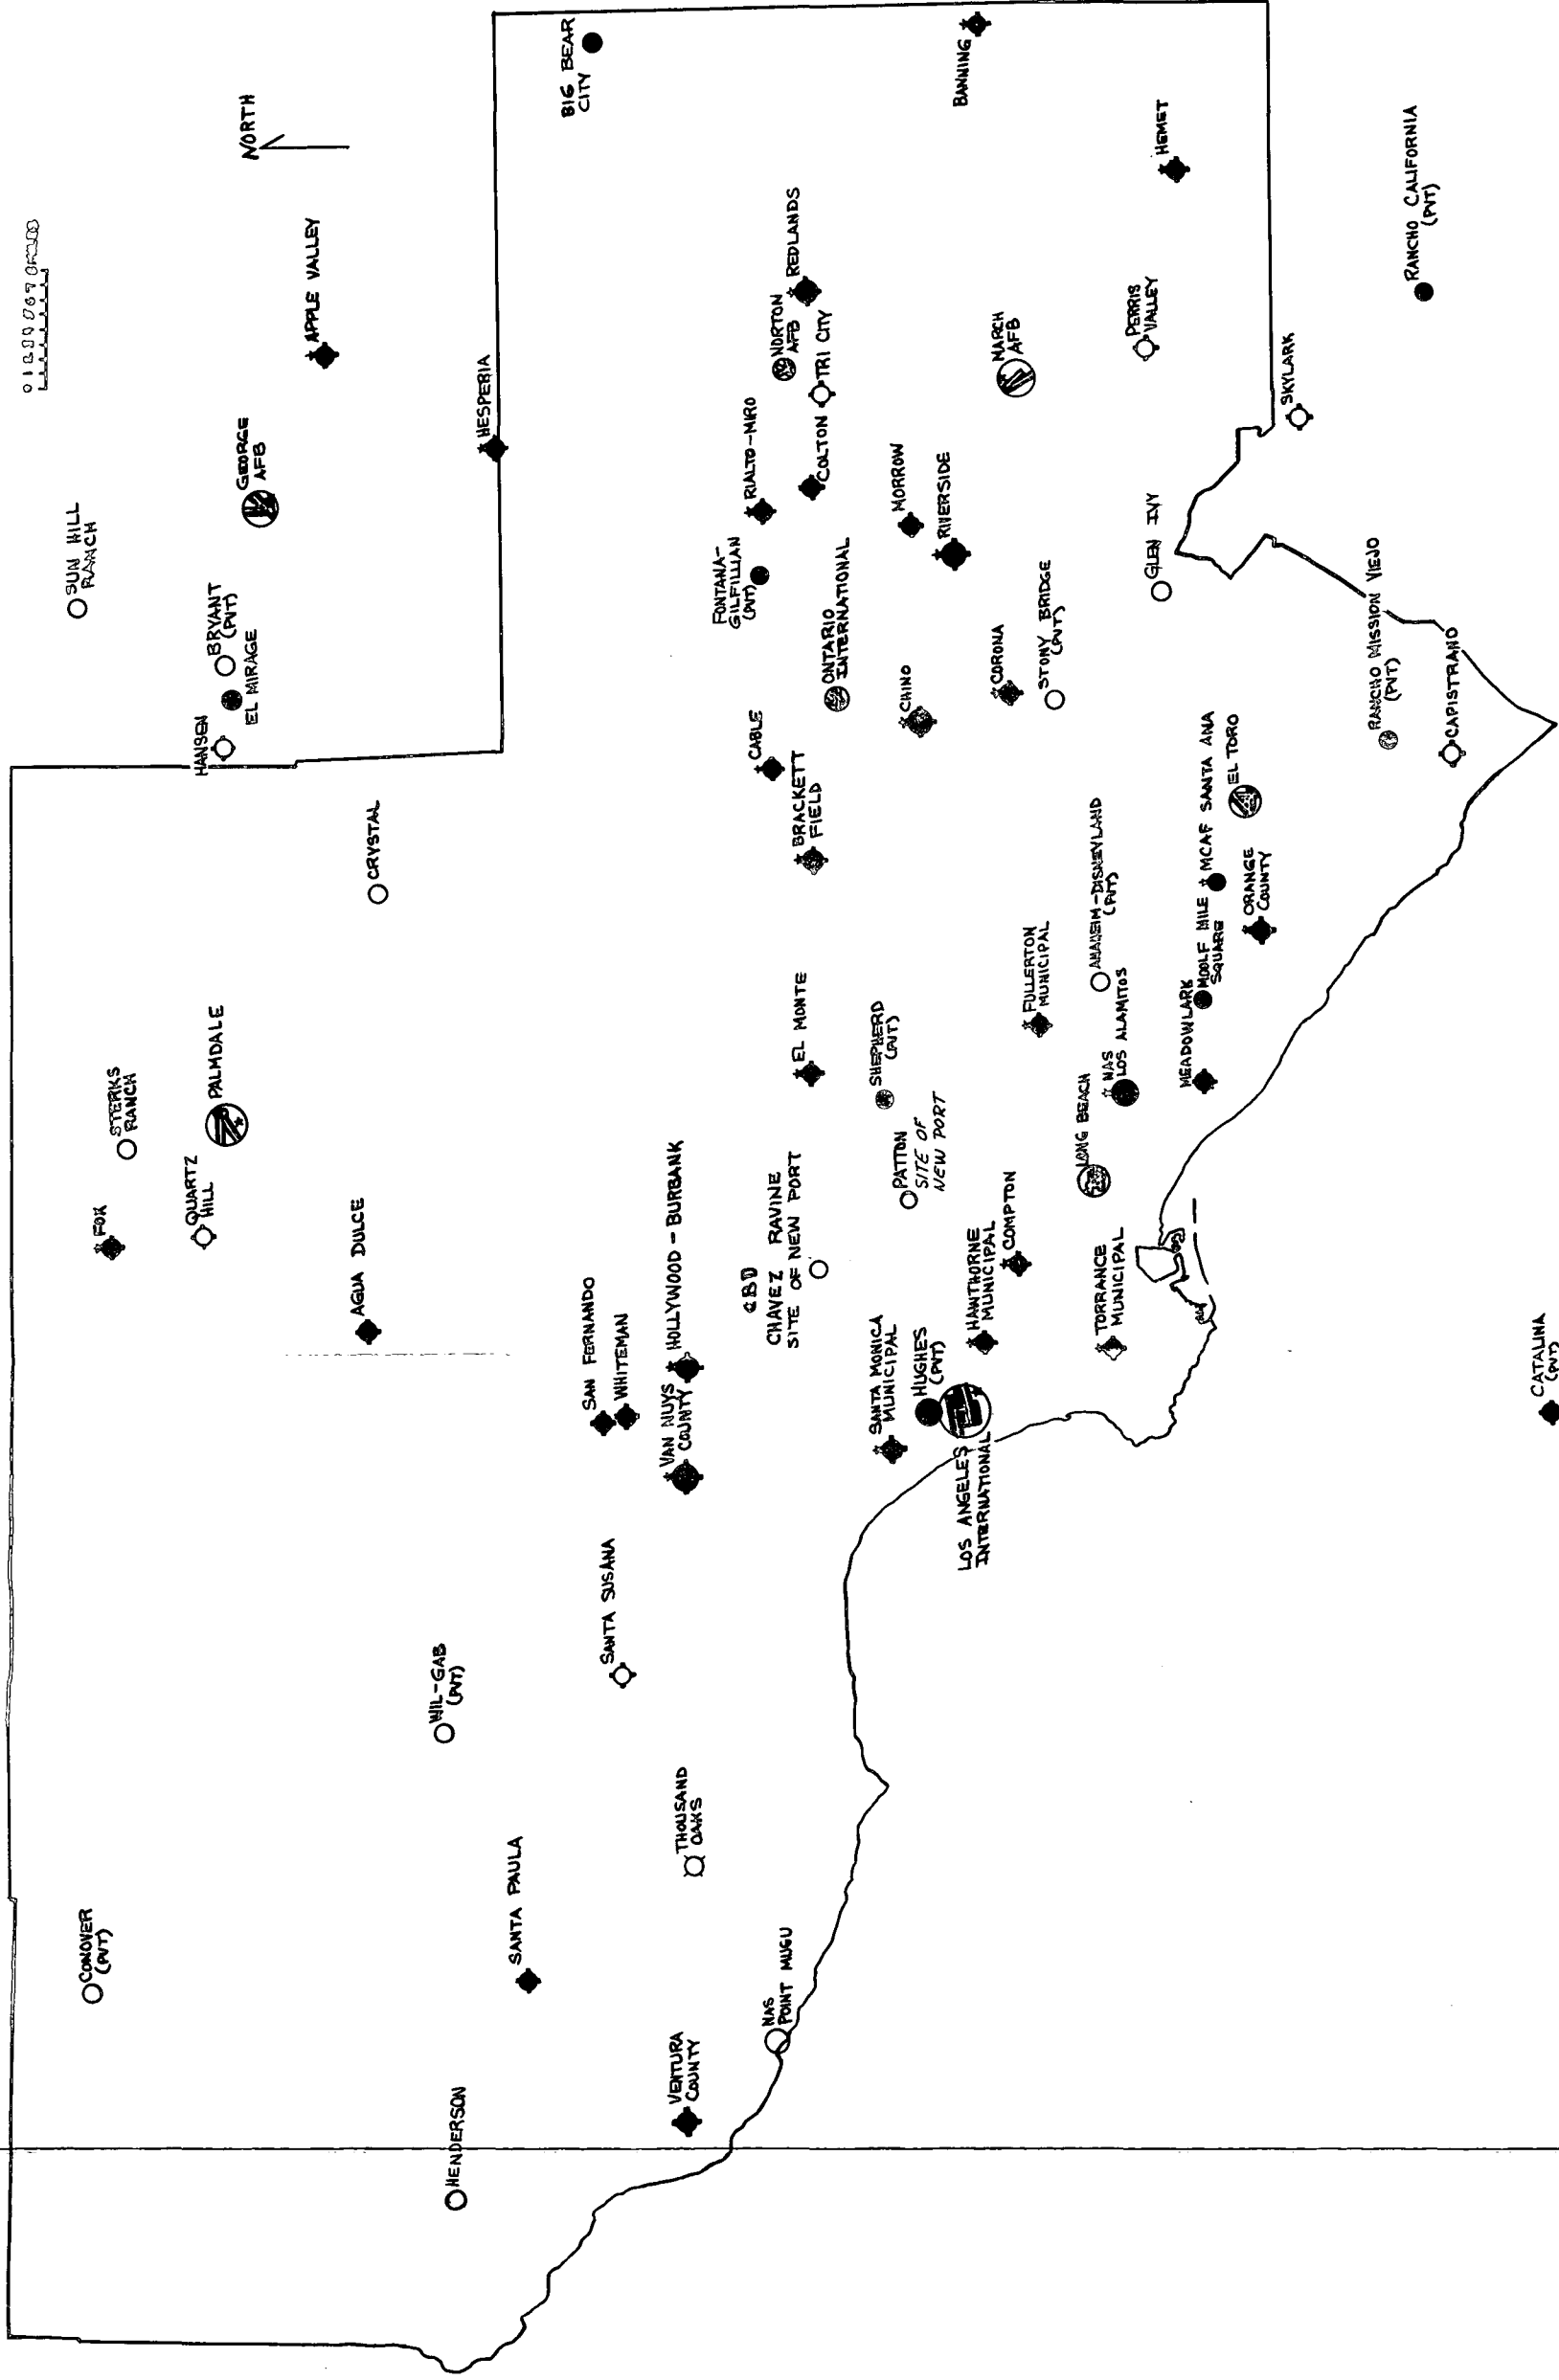 CONOVER
(PVT)
FOX
STERKS
RANCH
SUN HILL
RANCH
QUARTZ
HILL
PALMDALE
HANSEN
BRYANT
(PVT)
EL MIRAGE
GEORGE
AFB
NORTH
APPLE VALLEY
AGUA DULCE
CRYSTAL
HENDERSON
WIL-GAB
(PVT)
HESPERIA
SANTA PAULA
SAN FERNANDO
WHITEMAN
SANTA SUSANA
BIG BEAR
CITY
VENTURA
COUNTY
THOUSAND
OAKS
VAN NUYS
COUNTY
HOLLYWOOD - BURBANK
CBD
CHAVEZ RAVINE
SITE OF NEW PORT
EL MONTE
BRACKETT
FIELD
CABLE
FONTANA-
GILFILLIAN
(PVT)
RIALTO-MIRO
COLTON
NORTON
AFB
TRI CITY
REDLANDS
NAS
POINT MUGU
ONTARIO
INTERNATIONAL
SANTA MONICA
MUNICIPAL
HUGHES
(PVT)
PATTON
SITE OF
NEW PORT
SHEPHERD
(PVT)
CHINO
MORROW
RIVERSIDE
BANNING
LOS ANGELES
INTERNATIONAL
HAWTHORNE
MUNICIPAL
COMPTON
FULLERTON
MUNICIPAL
CORONA
STONY BRIDGE
(PVT)
MARCH
AFB
TORRANCE
MUNICIPAL
LONG BEACH
NAS
LOS ALAMITOS
ANAHEIM-DISNEYLAND
(PVT)
GLEN IVY
PERRIS
VALLEY
HEMET
MEADOWLARK
MILE
SQUARE
MCAF SANTA ANA
ORANGE
COUNTY
EL TORO
SKYLARK
RANCHO MISSION VIEJO
(PVT)
CAPISTRANO
RANCHO CALIFORNIA
(PVT)
CATALINA
(PVT)